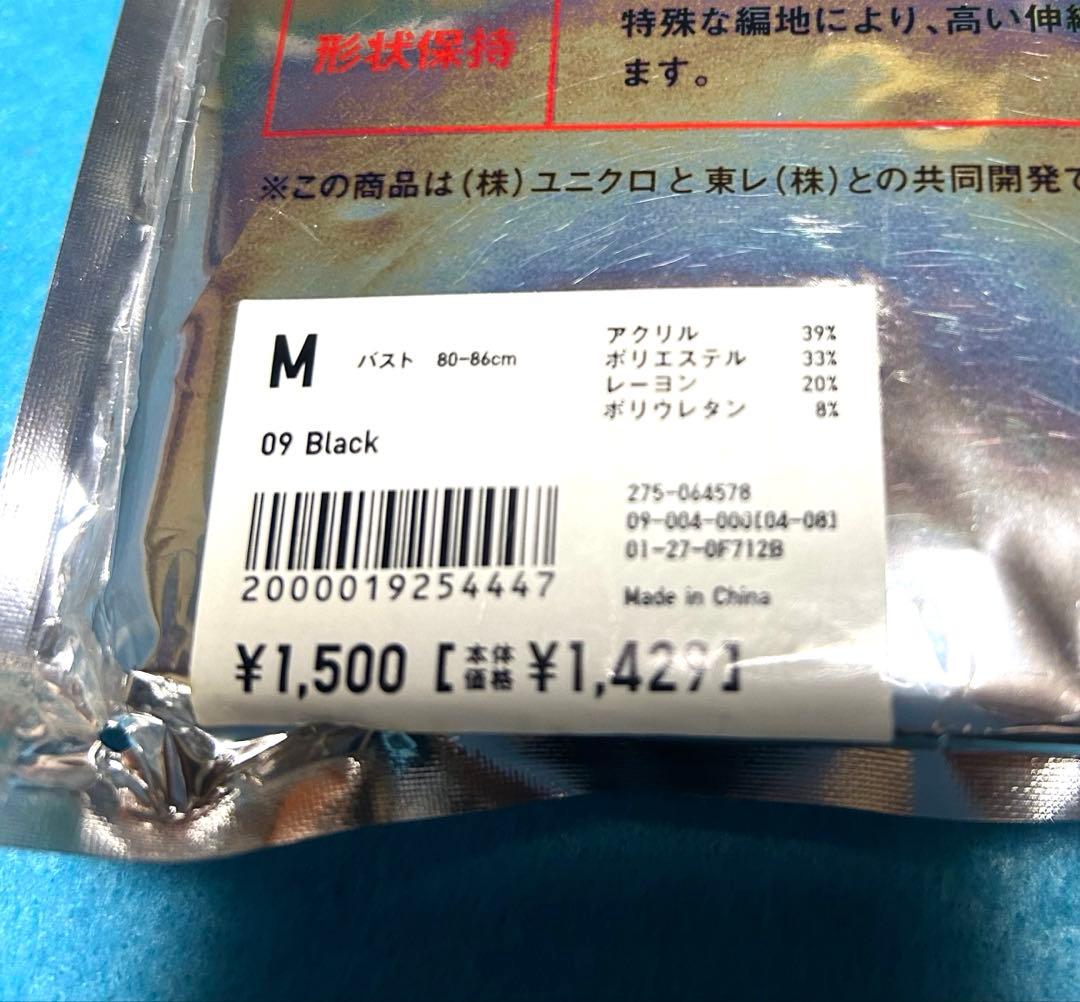 形状保持
特殊な編地により、高い伸縮
ます。
※この商品は(株)ユニクロと東レ(株)との共同開発で
M バスト 80-86cm
アクリル 39%
ポリエステル 33%
レーヨン 20%
ポリウレタン 8%
09 Black
275-064578
09-004-000[04-08]
01-27-0F712B
2000019254447
Made in China
¥1,500 [本体価格 ¥1,429]